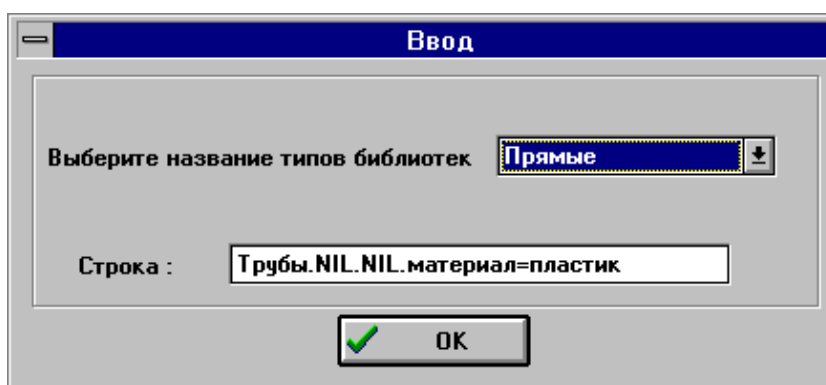 Ввод
Выберите название типов библиотек Прямые
Строка : Трубы.NIL.NIL.материал=пластик
OK